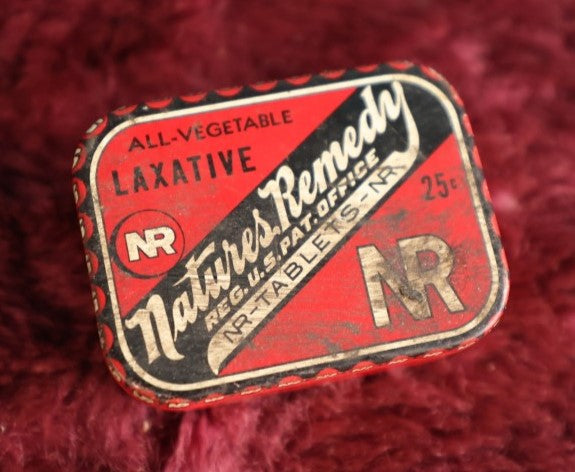 ALL-VEGETABLE
LAXATIVE
NR
Natures Remedy
REG.U.S.PAT.OFFICE
NR-TABLETS-NR
25c
NR